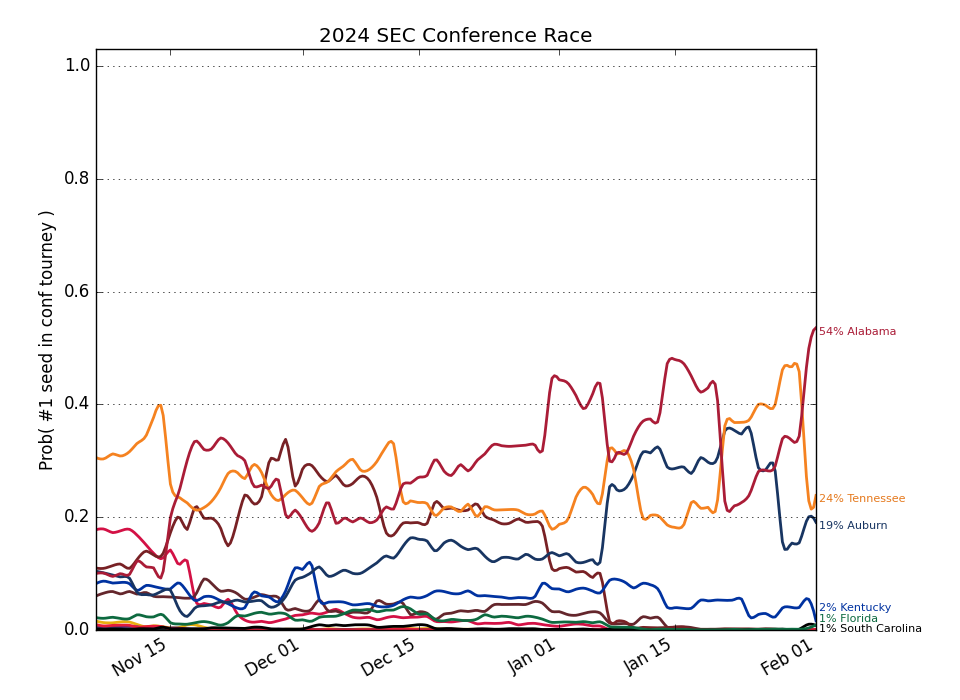 2024 SEC Conference Race
Prob( #1 seed in conf tourney )
1.0
0.8
0.6
0.4
0.2
0.0
Nov 15
Dec 01
Dec 15
Jan 01
Jan 15
Feb 01
54% Alabama
24% Tennessee
19% Auburn
2% Kentucky
1% Florida
1% South Carolina